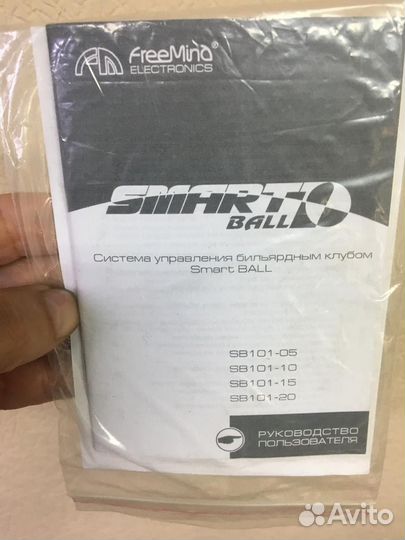 FreeMind®
ELECTRONICS
SMART
BALL
Система управления бильярдным клубом
Smart BALL
SB101-05
SB101-10
SB101-15
SB101-20
РУКОВОДСТВО
ПОЛЬЗОВАТЕЛЯ
Avito